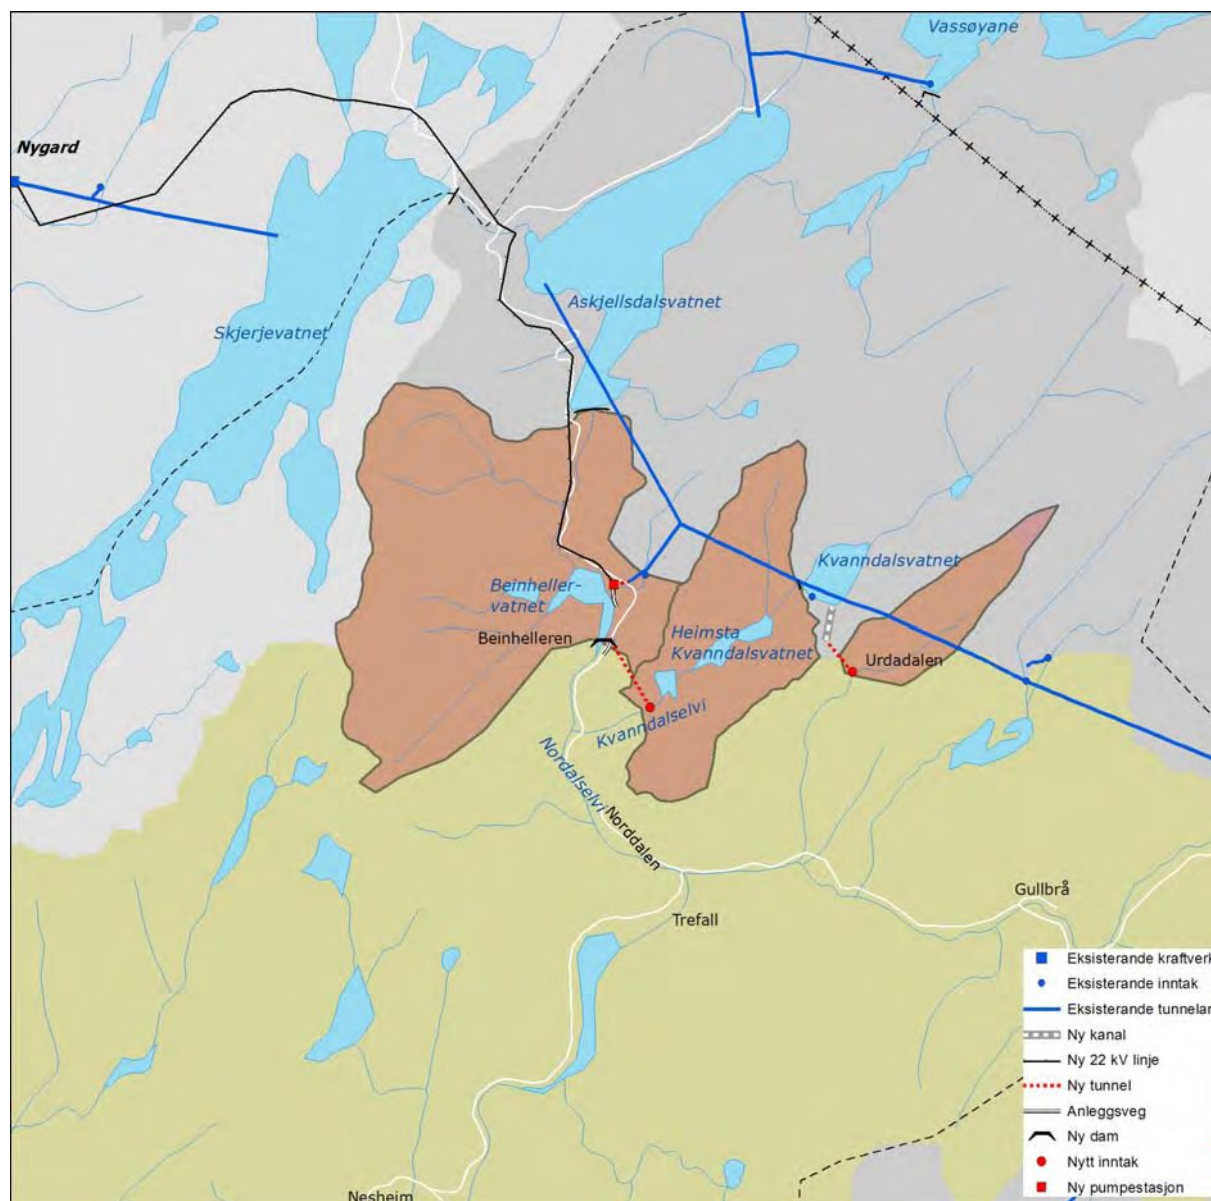 Vassøyane
Nygard
Askjellsdalsvatnet
Skjerjevatnet
Kvanndalsvatnet
Beinheller-
vatnet
Beinhelleren
Heimsta
Kvanndalsvatnet
Urdadalen
Kvanndalselvi
Nordalselvi
Norddalen
Gullbrå
Trefall
Eksisterande kraftverk
Eksisterande inntak
Eksisterande tunnelar
Ny kanal
Ny 22 kV linje
Ny tunnel
Anleggsveg
Ny dam
Nytt inntak
Ny pumpestasjon
Nesheim